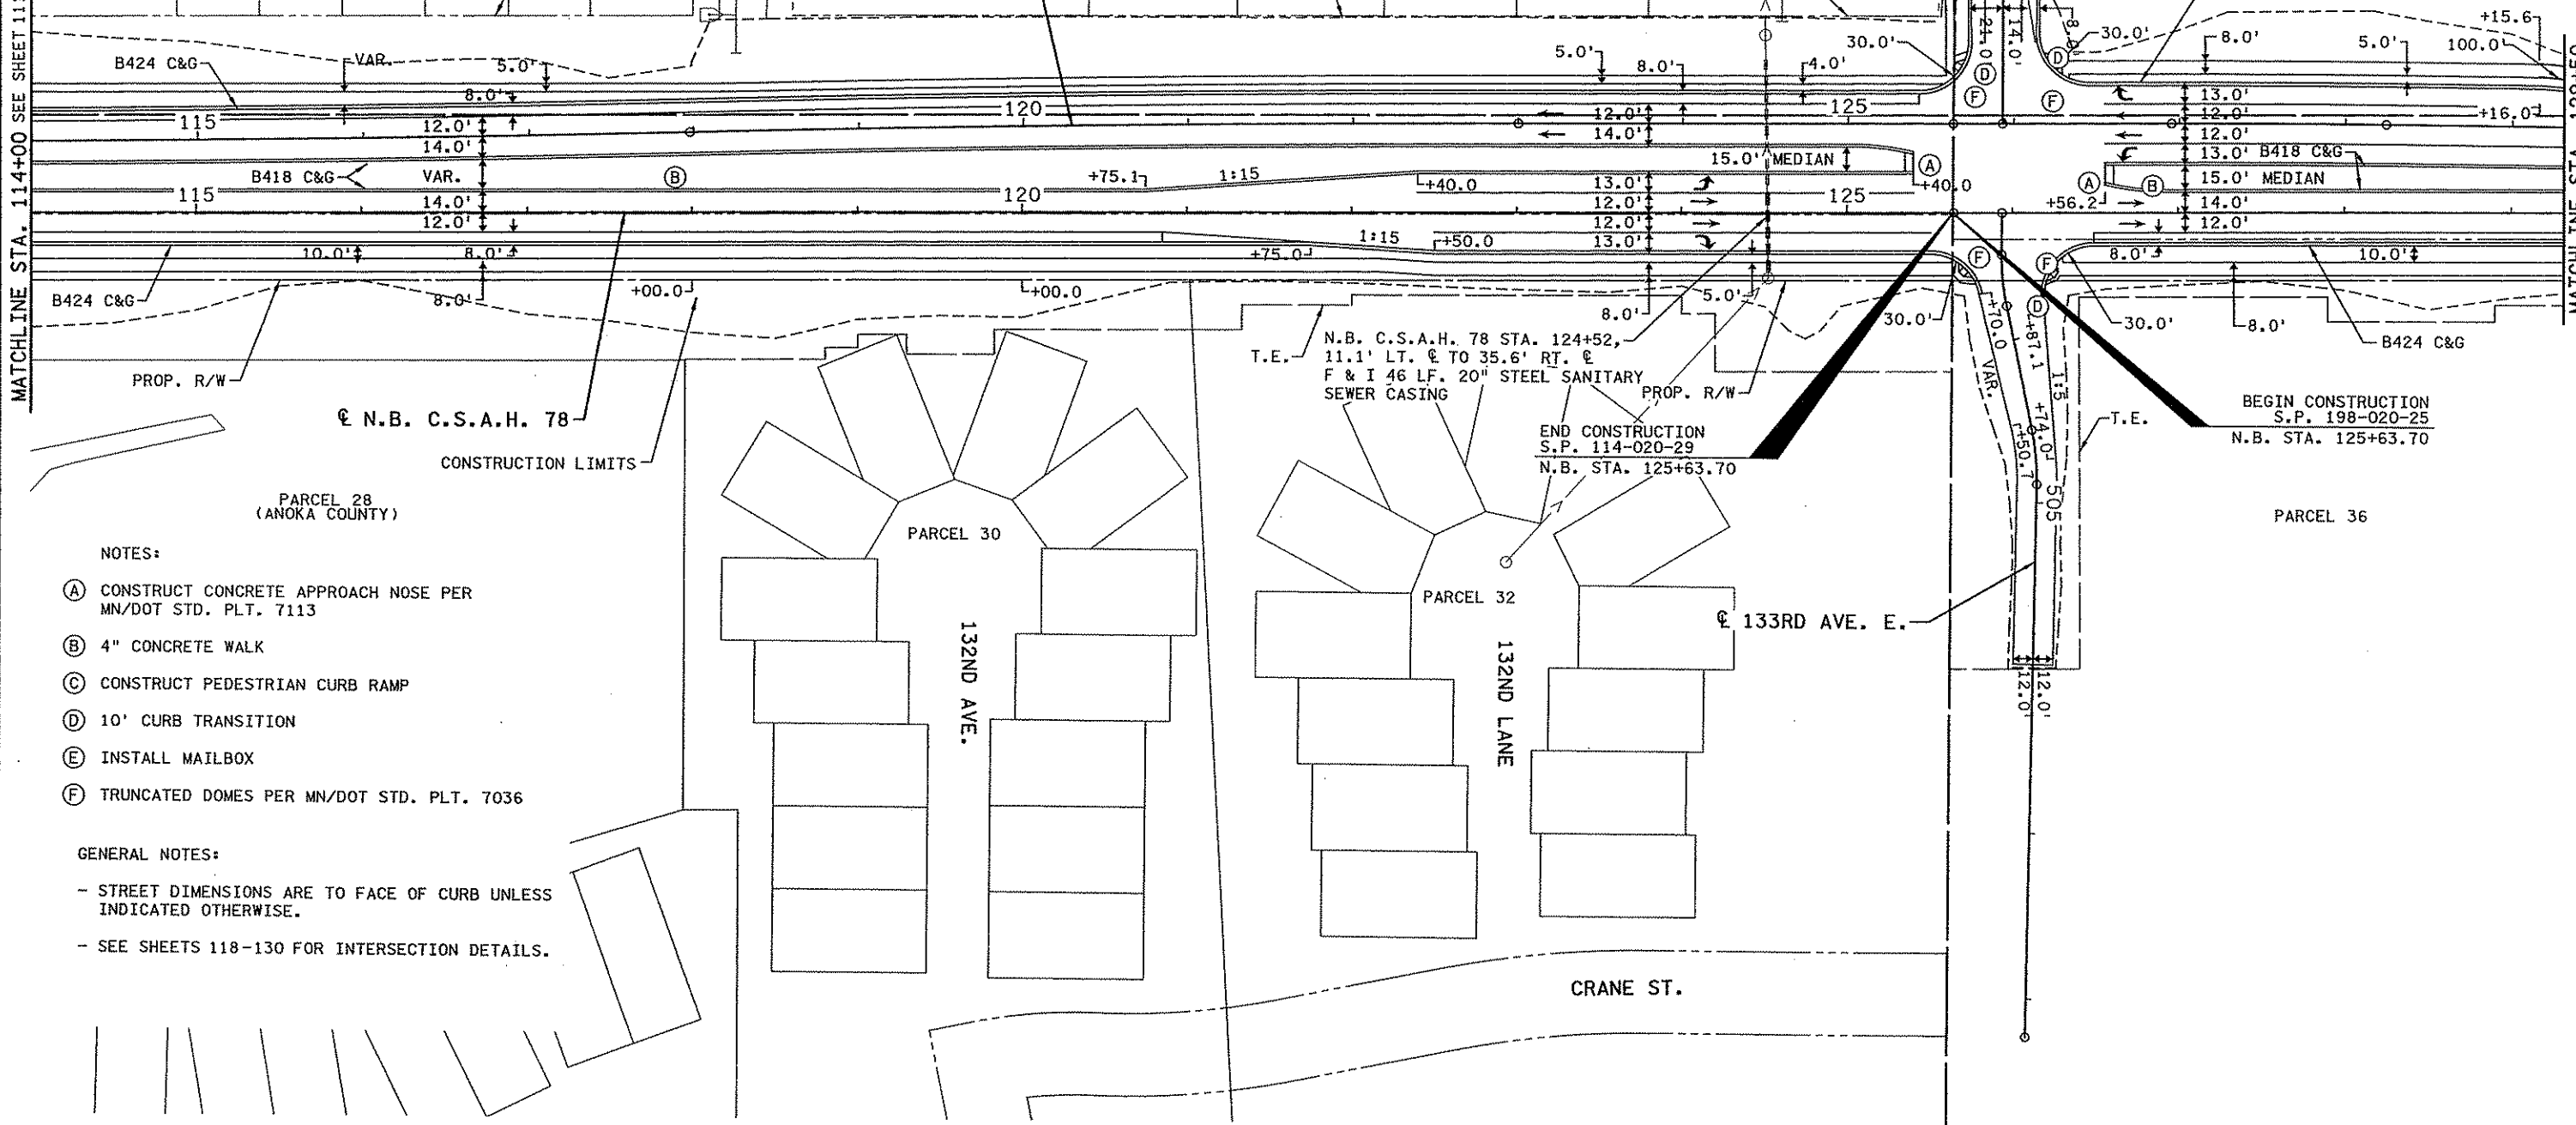 MATCHLINE STA. 114+00 SEE SHEET 111
B424 C&G
VAR.
5.0'
8.0'
115
12.0'
14.0'
B418 C&G
VAR.
115
14.0'
12.0'
10.0'
8.0'
B424 C&G
8.0'
+00.0
120
120
+00.0
+75.1
1:15
+40.0
1:15
+50.0
+75.0
5.0'
8.0'
4.0'
30.0'
12.0'
14.0'
125
15.0' MEDIAN
13.0'
12.0'
12.0'
13.0'
125
+40.0
8.0'
5.0'
30.0'
21.0'
14.0'
8.0'
30.0'
8.0'
5.0'
100.0'
+15.6
+16.0
13.0'
12.0'
12.0'
13.0'
B418 C&G
15.0' MEDIAN
14.0'
12.0'
+56.2
8.0'
10.0'
30.0'
8.0'
B424 C&G
A
B
D
F
D
F
A
B
F
F
D
PROP. R/W
₵ N.B. C.S.A.H. 78
CONSTRUCTION LIMITS
PARCEL 28
(ANOKA COUNTY)
T.E.
N.B. C.S.A.H. 78 STA. 124+52,
11.1' LT. ₵ TO 35.6' RT. ₵
F & I 46 LF. 20" STEEL SANITARY
SEWER CASING
PROP. R/W
END CONSTRUCTION
S.P. 114-020-29
N.B. STA. 125+63.70
BEGIN CONSTRUCTION
S.P. 198-020-25
N.B. STA. 125+63.70
+70.0
VAR.
+87.1
1:5
+74.0
+50.7
505
T.E.
PARCEL 36
PARCEL 30
PARCEL 32
132ND AVE.
132ND LANE
₵ 133RD AVE. E.
12.0'
12.0'
CRANE ST.
NOTES:
A CONSTRUCT CONCRETE APPROACH NOSE PER
MN/DOT STD. PLT. 7113
B 4" CONCRETE WALK
C CONSTRUCT PEDESTRIAN CURB RAMP
D 10' CURB TRANSITION
E INSTALL MAILBOX
F TRUNCATED DOMES PER MN/DOT STD. PLT. 7036
GENERAL NOTES:
- STREET DIMENSIONS ARE TO FACE OF CURB UNLESS
INDICATED OTHERWISE.
- SEE SHEETS 118-130 FOR INTERSECTION DETAILS.
MATCHLINE STA.